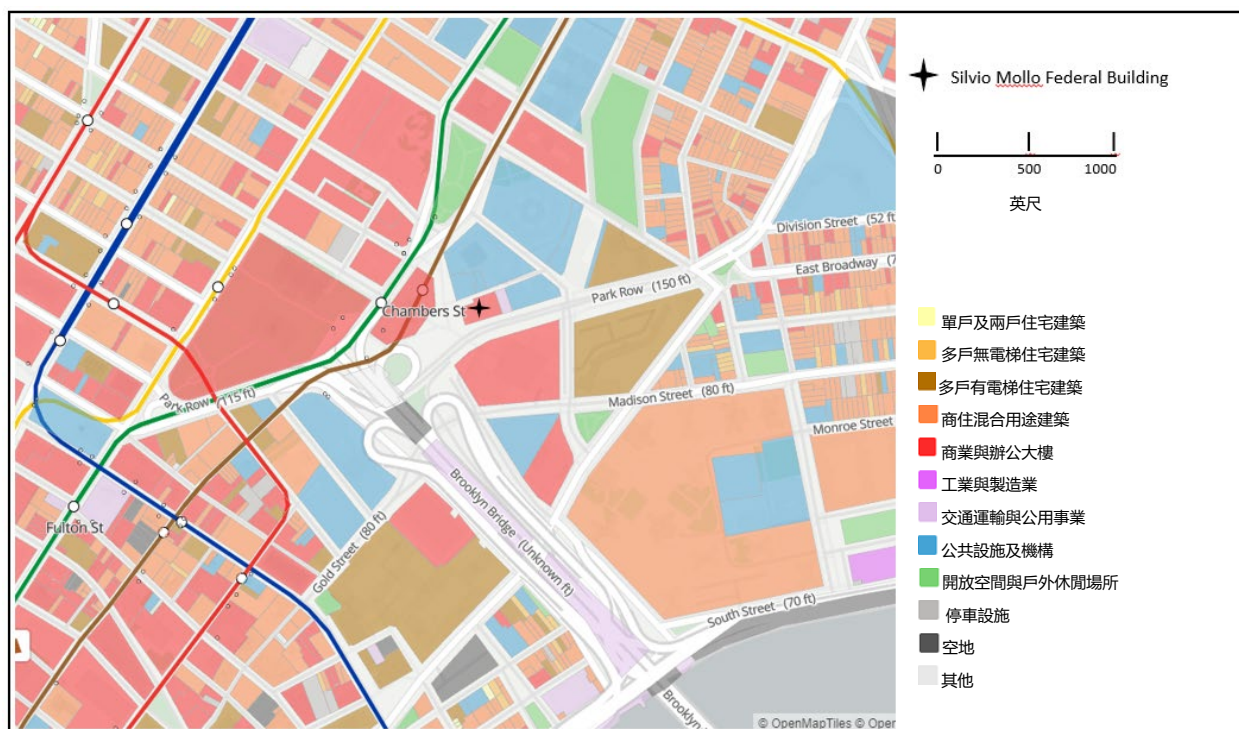 Chambers St
Park Row (115 ft)
Fulton St
Gold Street (80 ft)
Brooklyn Bridge (Unknown ft)
Park Row (150 ft)
Division Street (52 ft
East Broadway (7
Madison Street (80 ft)
Monroe Street
South Street (70 ft)
Brooklyn
© OpenMapTiles © Open
Silvio Mollo Federal Building
0 500 1000
英尺
單戶及兩戶住宅建築
多戶無電梯住宅建築
多戶有電梯住宅建築
商住混合用途建築
商業與辦公大樓
工業與製造業
交通運輸與公用事業
公共設施及機構
開放空間與戶外休閒場所
停車設施
空地
其他